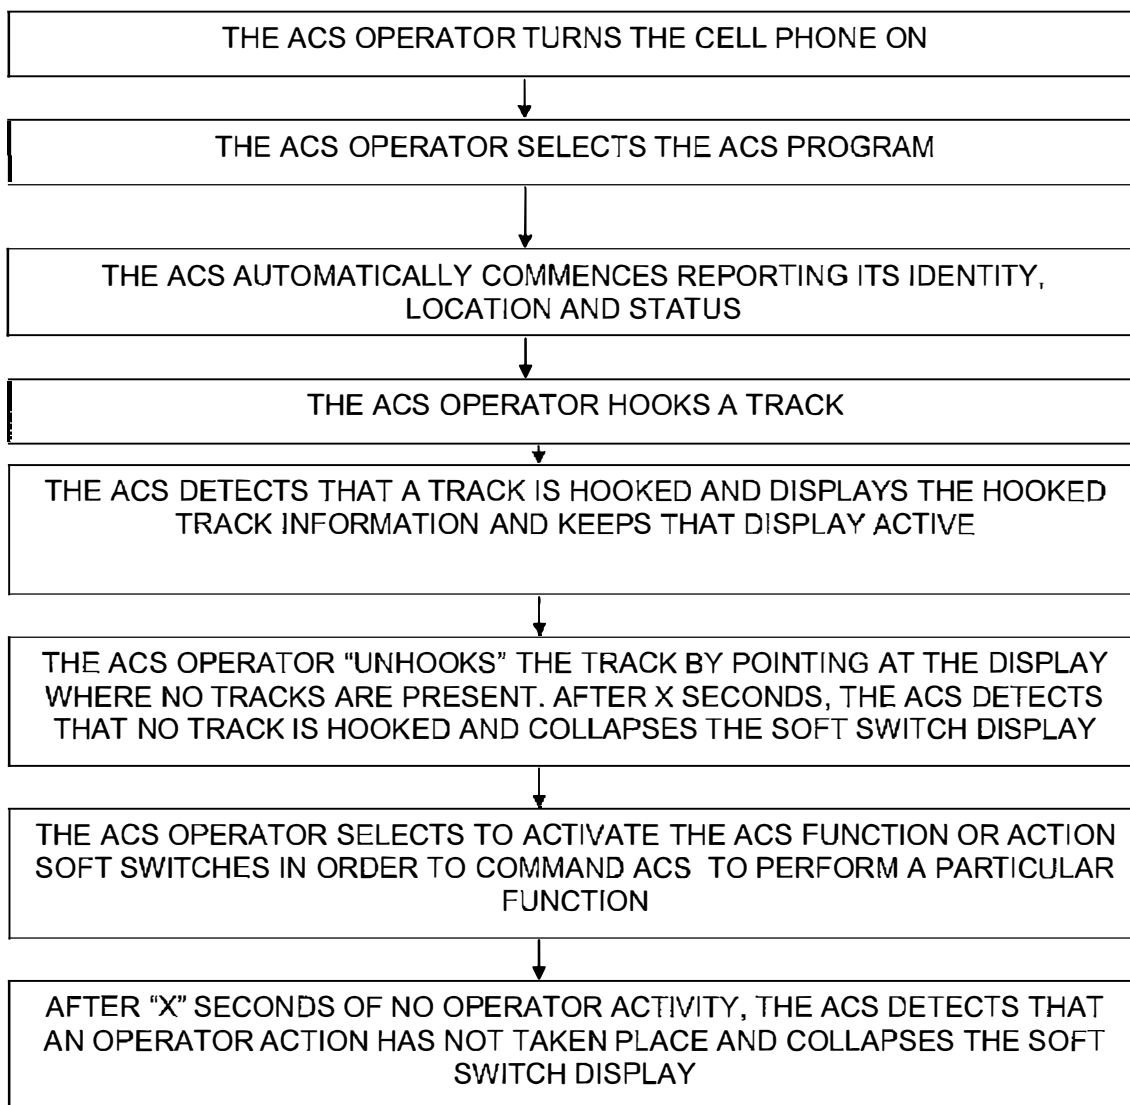 THE ACS OPERATOR TURNS THE CELL PHONE ON
THE ACS OPERATOR SELECTS THE ACS PROGRAM
THE ACS AUTOMATICALLY COMMENCES REPORTING ITS IDENTITY,
LOCATION AND STATUS
THE ACS OPERATOR HOOKS A TRACK
THE ACS DETECTS THAT A TRACK IS HOOKED AND DISPLAYS THE HOOKED
TRACK INFORMATION AND KEEPS THAT DISPLAY ACTIVE
THE ACS OPERATOR “UNHOOKS” THE TRACK BY POINTING AT THE DISPLAY
WHERE NO TRACKS ARE PRESENT. AFTER X SECONDS, THE ACS DETECTS
THAT NO TRACK IS HOOKED AND COLLAPSES THE SOFT SWITCH DISPLAY
THE ACS OPERATOR SELECTS TO ACTIVATE THE ACS FUNCTION OR ACTION
SOFT SWITCHES IN ORDER TO COMMAND ACS TO PERFORM A PARTICULAR
FUNCTION
AFTER “X” SECONDS OF NO OPERATOR ACTIVITY, THE ACS DETECTS THAT
AN OPERATOR ACTION HAS NOT TAKEN PLACE AND COLLAPSES THE SOFT
SWITCH DISPLAY